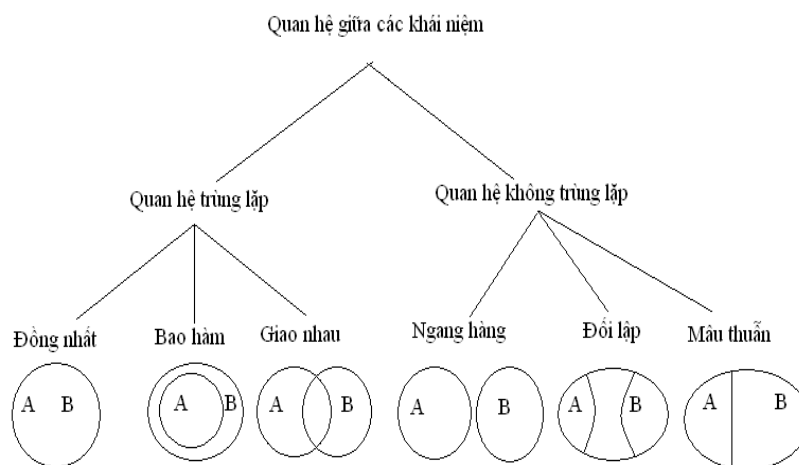 Quan hệ giữa các khái niệm
Quan hệ trùng lặp
Quan hệ không trùng lặp
Đồng nhất
Bao hàm
Giao nhau
Ngang hàng
Đối lập
Mâu thuẫn
A B
A B
A B
A B
A B
A B